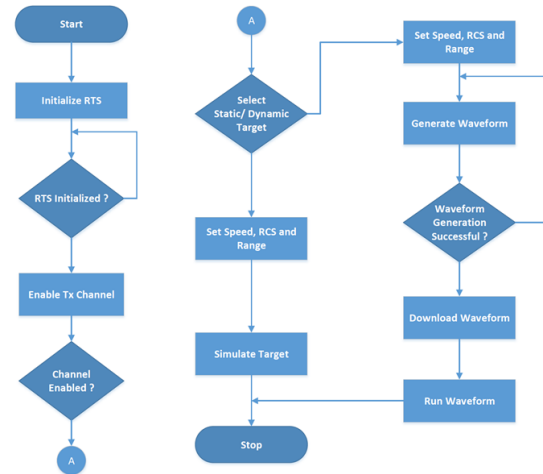 Start
Initialize RTS
RTS Initialized ?
Enable Tx Channel
Channel
Enabled ?
A
A
Select
Static/ Dynamic
Target
Set Speed, RCS and
Range
Simulate Target
Stop
Set Speed, RCS and
Range
Generate Waveform
Waveform
Generation
Successful ?
Download Waveform
Run Waveform